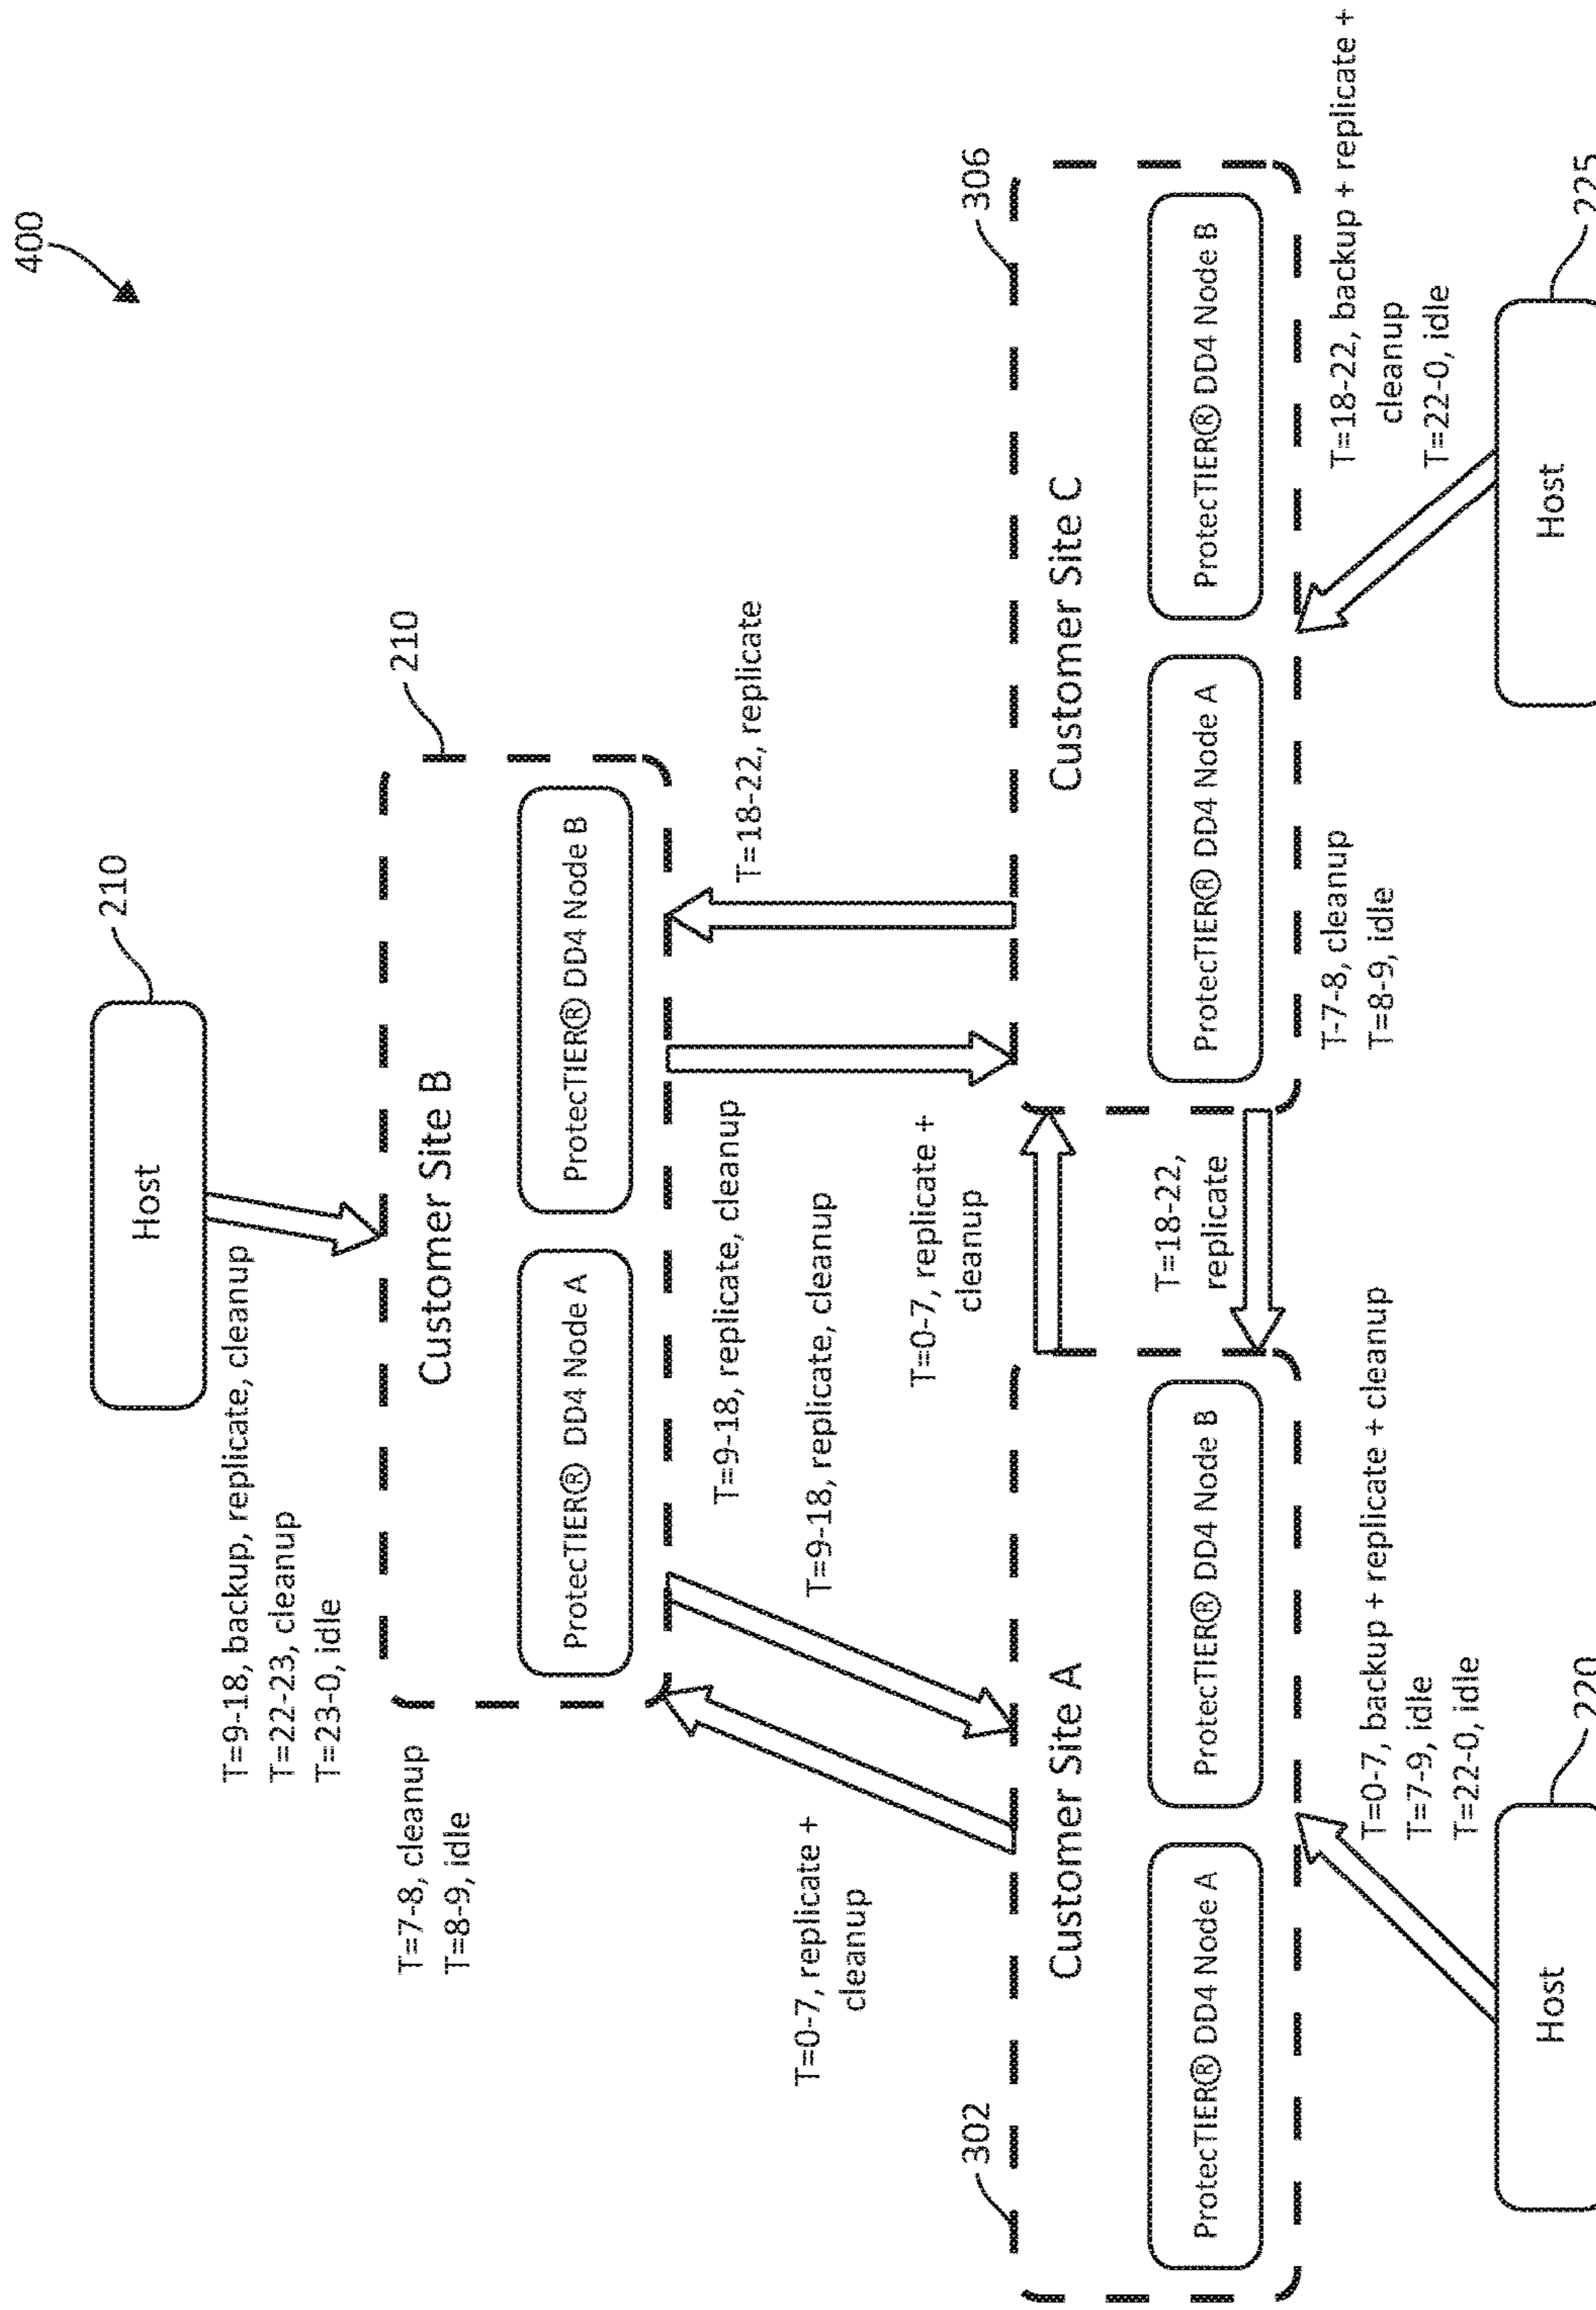 400
210
Host
T=9-18, backup, replicate, cleanup
T=22-23, cleanup
T=23-0, idle
210
Customer Site B
ProtecTIER® DD4 Node A
ProtecTIER® DD4 Node B
T=7-8, cleanup
T=8-9, idle
T=18-22, replicate
T=9-18, replicate, cleanup
T=9-18, replicate, cleanup
T=0-7, replicate +
cleanup
T=0-7, replicate +
cleanup
302
Customer Site A
ProtecTIER® DD4 Node A
ProtecTIER® DD4 Node B
T=18-22,
replicate
306
Customer Site C
ProtecTIER® DD4 Node A
ProtecTIER® DD4 Node B
T=0-7, backup + replicate + cleanup
T=7-9, idle
T=22-0, idle
T-7-8, cleanup
T=8-9, idle
T=18-22, backup + replicate +
cleanup
T=22-0, idle
220
Host
225
Host